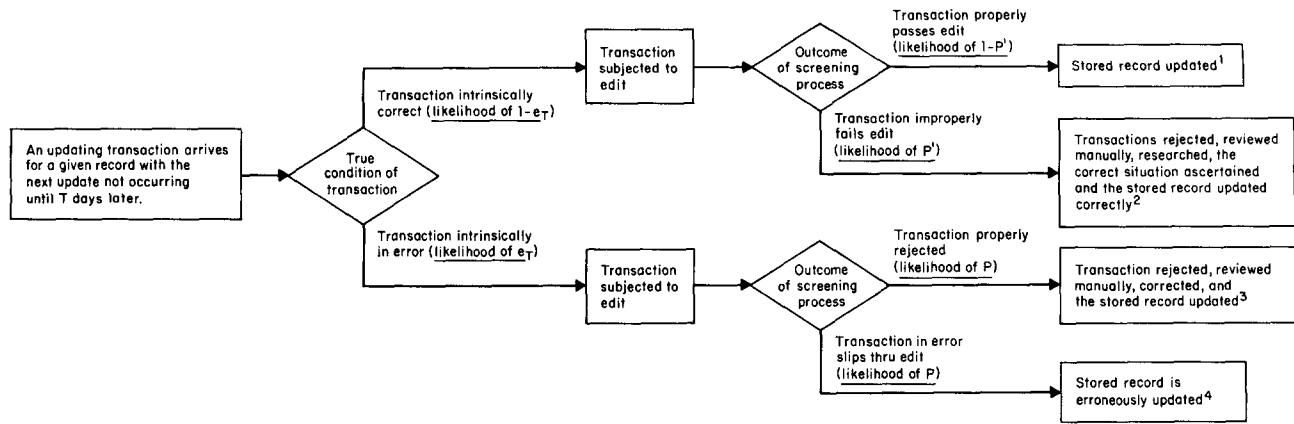 An updating transaction arrives
for a given record with the
next update not occurring
until T days later.
True
condition of
transaction
Transaction intrinsically
correct (likelihood of 1-eT)
Transaction
subjected to
edit
Outcome
of screening
process
Transaction properly
passes edit
(likelihood of 1-P')
Stored record updated1
Transaction improperly
fails edit
(likelihood of P')
Transactions rejected, reviewed
manually, researched, the
correct situation ascertained
and the stored record updated
correctly2
Transaction intrinsically
in error (likelihood of eT)
Transaction
subjected to
edit
Outcome
of screening
process
Transaction properly
rejected
(likelihood of P)
Transaction rejected, reviewed
manually, corrected, and
the stored record updated3
Transaction in error
slips thru edit
(likelihood of P)
Stored record is
erroneously updated4